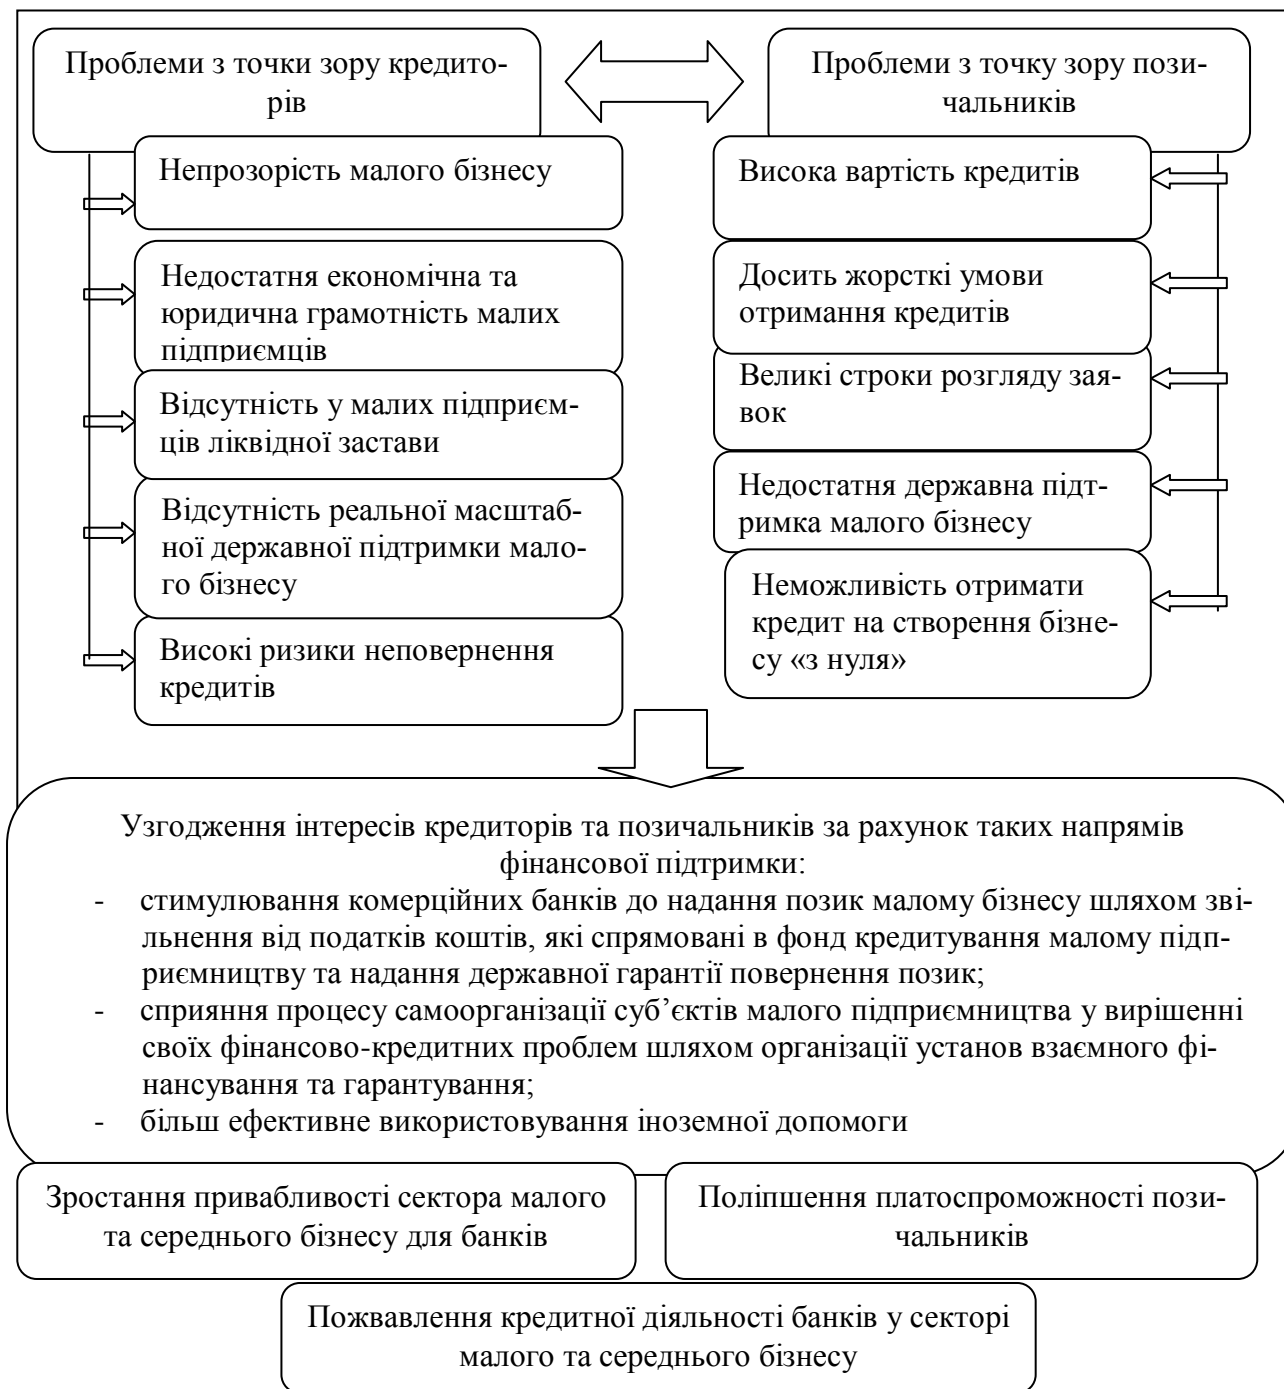 Проблеми з точки зору кредито-
рів
Проблеми з точку зору пози-
чальників
Непрозорість малого бізнесу
Недостатня економічна та
юридична грамотність малих
підприємців
Відсутність у малих підприєм-
ців ліквідної застави
Відсутність реальної масштаб-
ної державної підтримки мало-
го бізнесу
Високі ризики неповернення
кредитів
Висока вартість кредитів
Досить жорсткі умови
отримання кредитів
Великі строки розгляду зая-
вок
Недостатня державна підт-
римка малого бізнесу
Неможливість отримати
кредит на створення бізне-
су «з нуля»
Узгодження інтересів кредиторів та позичальників за рахунок таких напрямів
фінансової підтримки:
- стимулювання комерційних банків до надання позик малому бізнесу шляхом зві-
льнення від податків коштів, які спрямовані в фонд кредитування малому підп-
риємництву та надання державної гарантії повернення позик;
- сприяння процесу самоорганізації суб’єктів малого підприємництва у вирішенні
своїх фінансово-кредитних проблем шляхом організації установ взаємного фі-
нансування та гарантування;
- більш ефективне використовування іноземної допомоги
Зростання привабливості сектора малого
та середнього бізнесу для банків
Поліпшення платоспроможності пози-
чальників
Пожвавлення кредитної діяльності банків у секторі
малого та середнього бізнесу